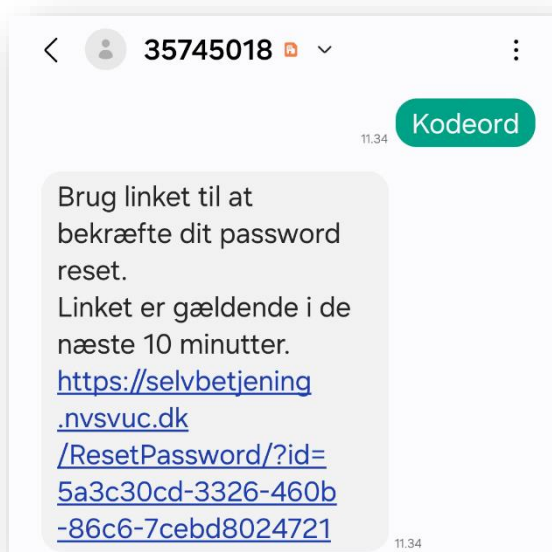 35745018
Kodeord
11.34
Brug linket til at
bekræfte dit password
reset.
Linket er gældende i de
næste 10 minutter.
https://selvbetjening
.nvsvuc.dk
/ResetPassword/?id=
5a3c30cd-3326-460b
-86c6-7cebd8024721
11.34